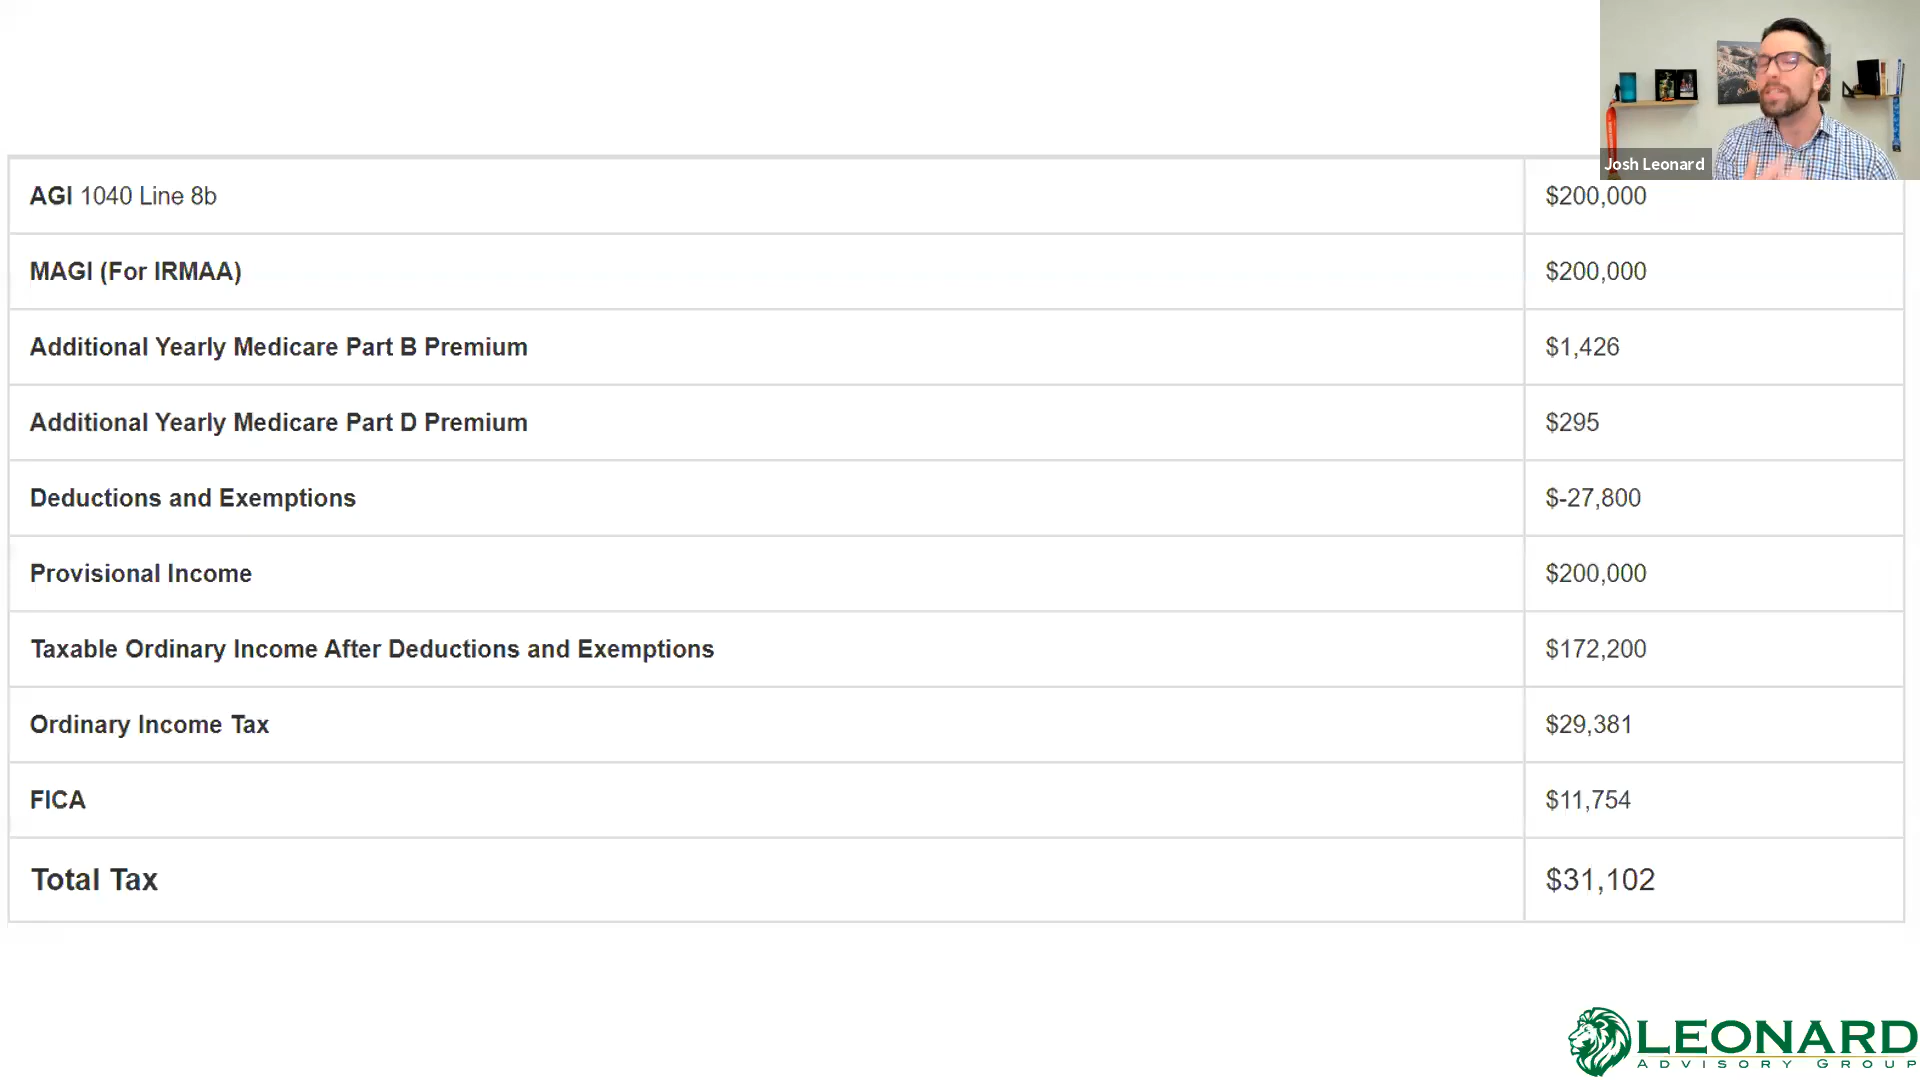 Josh Leonard
AGI 1040 Line 8b $200,000
MAGI (For IRMAA) $200,000
Additional Yearly Medicare Part B Premium $1,426
Additional Yearly Medicare Part D Premium $295
Deductions and Exemptions $-27,800
Provisional Income $200,000
Taxable Ordinary Income After Deductions and Exemptions $172,200
Ordinary Income Tax $29,381
FICA $11,754
Total Tax $31,102
LEONARD
ADVISORY GROUP